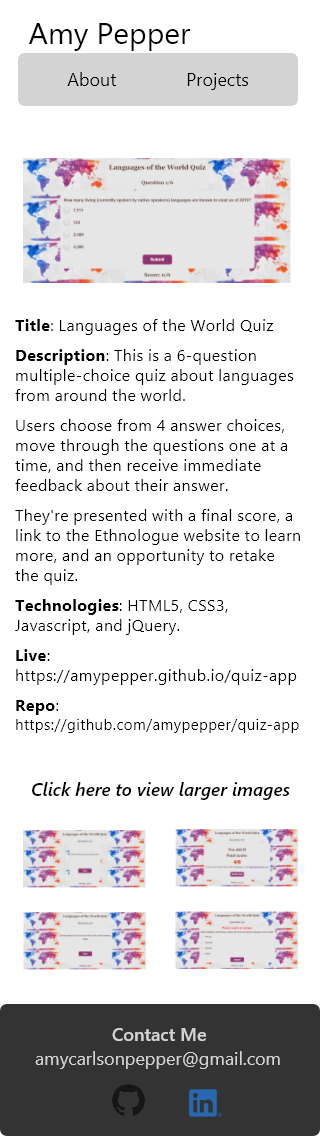 Amy Pepper
About Projects
Languages of the World Quiz
Question 1/6
How many living (currently spoken by native speakers) languages are known to exist as of 2019?
7,111
Submit
Score: 0/6
Title: Languages of the World Quiz
Description: This is a 6-question
multiple-choice quiz about languages
from around the world.
Users choose from 4 answer choices,
move through the questions one at a
time, and then receive immediate
feedback about their answer.
They're presented with a final score, a
link to the Ethnologue website to learn
more, and an opportunity to retake
the quiz.
Technologies: HTML5, CSS3,
Javascript, and jQuery.
Live:
https://amypepper.github.io/quiz-app
Repo:
https://github.com/amypepper/quiz-app
Click here to view larger images
Languages of the World Quiz
Languages of the World Quiz
You did it!
Final score:
4/6
Languages of the World Quiz
Languages of the World Quiz
Contact Me
amycarlsonpepper@gmail.com
in